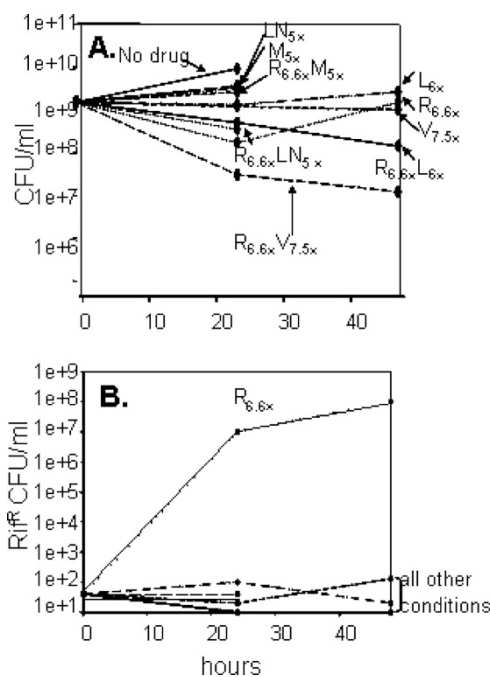 1e+11
A.
No drug
LN5x
M5x
R6.6xM5x
1e+10
1e+9
1e+8
1e+7
1e+6
CFU/ml
L6x
R6.6x
V7.5x
R6.6xL6x
R6.6xLN5x
R6.6xV7.5x
0 10 20 30 40
B.
1e+9
1e+8
1e+7
1e+6
1e+5
1e+4
1e+3
1e+2
1e+1
RifR CFU/ml
R6.6x
all other
conditions
0 10 20 30 40
hours